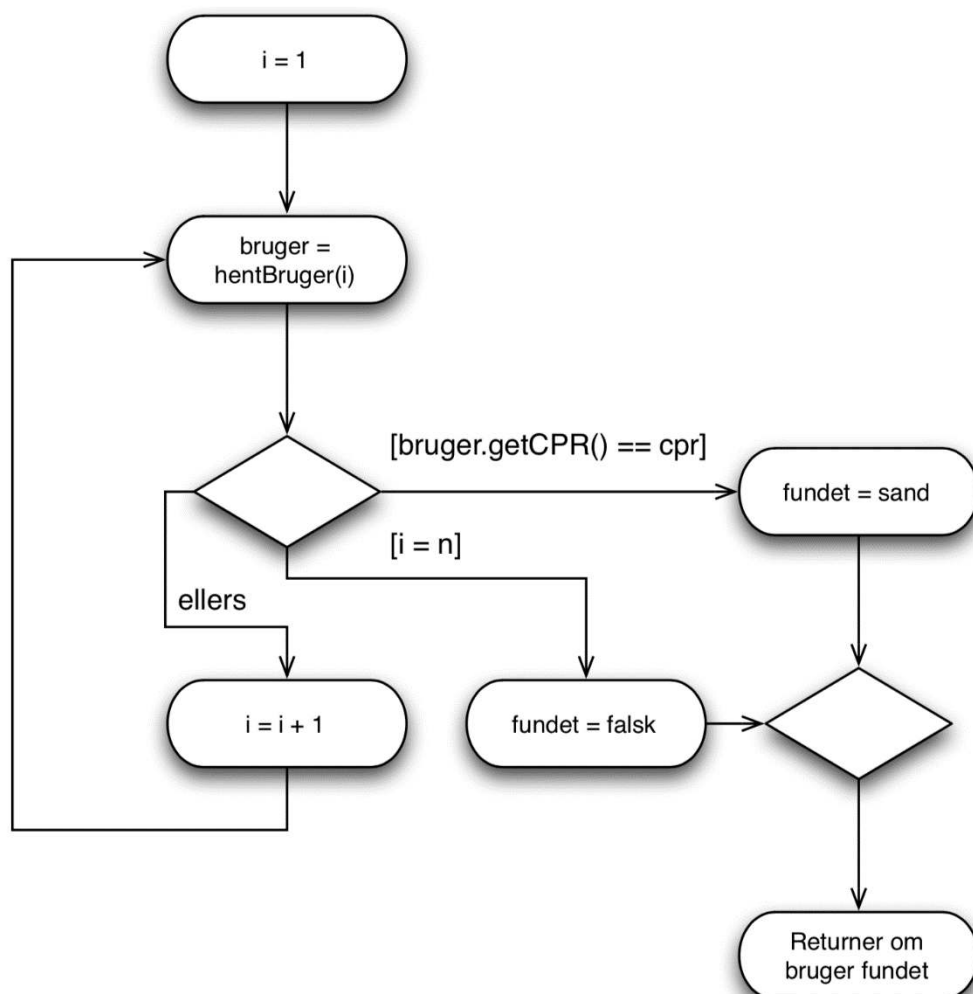 i = 1
bruger =
hentBruger(i)
[bruger.getCPR() == cpr]
fundet = sand
[i = n]
ellers
i = i + 1
fundet = falsk
Returner om
bruger fundet